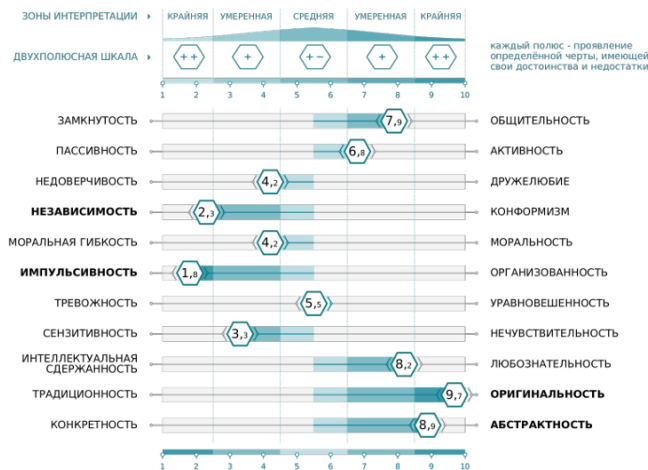 ЗОНЫ ИНТЕРПРЕТАЦИИ КРАЙНЯЯ УМЕРЕННАЯ СРЕДНЯЯ УМЕРЕННАЯ КРАЙНЯЯ
ДВУХПОЛЮСНАЯ ШКАЛА ++ + +− + ++
каждый полюс - проявление
определённой черты, имеющей
свои достоинства и недостатки
1 2 3 4 5 6 7 8 9 10
ЗАМКНУТОСТЬ 7,9 ОБЩИТЕЛЬНОСТЬ
ПАССИВНОСТЬ 6,8 АКТИВНОСТЬ
НЕДОВЕРЧИВОСТЬ 4,2 ДРУЖЕЛЮБИЕ
НЕЗАВИСИМОСТЬ 2,3 КОНФОРМИЗМ
МОРАЛЬНАЯ ГИБКОСТЬ 4,2 МОРАЛЬНОСТЬ
ИМПУЛЬСИВНОСТЬ 1,8 ОРГАНИЗОВАННОСТЬ
ТРЕВОЖНОСТЬ 5,5 УРАВНОВЕШЕННОСТЬ
СЕНЗИТИВНОСТЬ 3,3 НЕЧУВСТВИТЕЛЬНОСТЬ
ИНТЕЛЛЕКТУАЛЬНАЯ
СДЕРЖАННОСТЬ 8,2 ЛЮБОЗНАТЕЛЬНОСТЬ
ТРАДИЦИОННОСТЬ 9,7 ОРИГИНАЛЬНОСТЬ
КОНКРЕТНОСТЬ 8,9 АБСТРАКТНОСТЬ
1 2 3 4 5 6 7 8 9 10